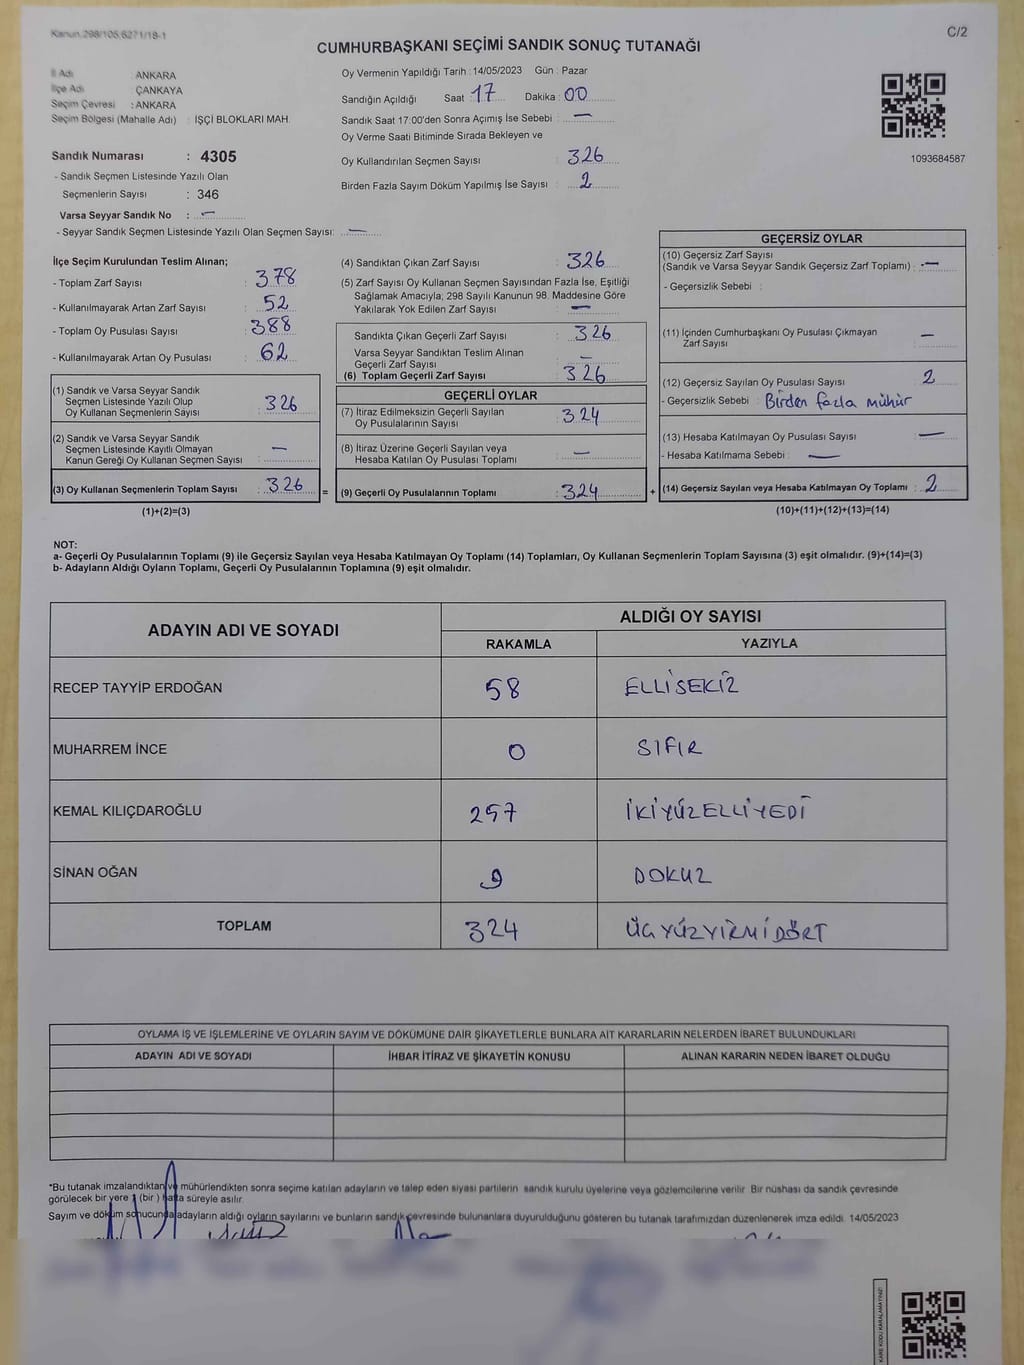 Kanun.298/105,6271/18-1
C/2
CUMHURBAŞKANI SEÇİMİ SANDIK SONUÇ TUTANAĞI
İl Adı : ANKARA
İlçe Adı : ÇANKAYA
Seçim Çevresi : ANKARA
Seçim Bölgesi (Mahalle Adı) : İŞÇİ BLOKLARI MAH.
Sandık Numarası : 4305
- Sandık Seçmen Listesinde Yazılı Olan
Seçmenlerin Sayısı : 346
Varsa Seyyar Sandık No : —
- Seyyar Sandık Seçmen Listesinde Yazılı Olan Seçmen Sayısı: —
Oy Vermenin Yapıldığı Tarih : 14/05/2023 Gün : Pazar
Sandığın Açıldığı Saat : 17 Dakika : 00
Sandık Saat 17:00'den Sonra Açımış İse Sebebi : —
Oy Verme Saati Bitiminde Sırada Bekleyen ve
Oy Kullandırılan Seçmen Sayısı : 326
Birden Fazla Sayım Döküm Yapılmış İse Sayısı : 2
1093684587
İlçe Seçim Kurulundan Teslim Alınan;
- Toplam Zarf Sayısı : 378
- Kullanılmayarak Artan Zarf Sayısı : 52
- Toplam Oy Pusulası Sayısı : 388
- Kullanılmayarak Artan Oy Pusulası : 62
(1) Sandık ve Varsa Seyyar Sandık
Seçmen Listesinde Yazılı Olup
Oy Kullanan Seçmenlerin Sayısı : 326
(2) Sandık ve Varsa Seyyar Sandık
Seçmen Listesinde Kayıtlı Olmayan
Kanun Gereği Oy Kullanan Seçmen Sayısı : —
(3) Oy Kullanan Seçmenlerin Toplam Sayısı : 326
(1)+(2)=(3)
(4) Sandıktan Çıkan Zarf Sayısı : 326
(5) Zarf Sayısı Oy Kullanan Seçmen Sayısından Fazla İse, Eşitliği
Sağlamak Amacıyla; 298 Sayılı Kanunun 98. Maddesine Göre
Yakılarak Yok Edilen Zarf Sayısı : —
Sandıkta Çıkan Geçerli Zarf Sayısı : 326
Varsa Seyyar Sandıktan Teslim Alınan
Geçerli Zarf Sayısı : —
(6) Toplam Geçerli Zarf Sayısı : 326
GEÇERLİ OYLAR
(7) İtiraz Edilmeksizin Geçerli Sayılan
Oy Pusulalarının Sayısı : 324
(8) İtiraz Üzerine Geçerli Sayılan veya
Hesaba Katılan Oy Pusulası Toplamı : —
= (9) Geçerli Oy Pusulalarının Toplamı : 324
GEÇERSİZ OYLAR
(10) Geçersiz Zarf Sayısı
(Sandık ve Varsa Seyyar Sandık Geçersiz Zarf Toplamı) : —
- Geçersizlik Sebebi :
(11) İçinden Cumhurbaşkanı Oy Pusulası Çıkmayan
Zarf Sayısı : —
(12) Geçersiz Sayılan Oy Pusulası Sayısı : 2
- Geçersizlik Sebebi : Birden fazla mühür
(13) Hesaba Katılmayan Oy Pusulası Sayısı : —
- Hesaba Katılmama Sebebi : —
+ (14) Geçersiz Sayılan veya Hesaba Katılmayan Oy Toplamı : 2
(10)+(11)+(12)+(13)=(14)
NOT:
a- Geçerli Oy Pusulalarının Toplamı (9) ile Geçersiz Sayılan veya Hesaba Katılmayan Oy Toplamı (14) Toplamları, Oy Kullanan Seçmenlerin Toplam Sayısına (3) eşit olmalıdır. (9)+(14)=(3)
b- Adayların Aldığı Oyların Toplamı, Geçerli Oy Pusulalarının Toplamına (9) eşit olmalıdır.
ADAYIN ADI VE SOYADI ALDIĞI OY SAYISI
RAKAMLA YAZIYLA
RECEP TAYYİP ERDOĞAN 58 ELLİSEKİZ
MUHARREM İNCE 0 SIFIR
KEMAL KILIÇDAROĞLU 257 İKİYÜZELLİYEDİ
SİNAN OĞAN 9 DOKUZ
TOPLAM 324 ÜÇYÜZYİRMİDÖRT
OYLAMA İŞ VE İŞLEMLERİNE VE OYLARIN SAYIM VE DÖKÜMÜNE DAİR ŞİKAYETLERLE BUNLARA AİT KARARLARIN NELERDEN İBARET BULUNDUKLARI
ADAYIN ADI VE SOYADI İHBAR İTİRAZ VE ŞİKAYETİN KONUSU ALINAN KARARIN NEDEN İBARET OLDUĞU
*Bu tutanak imzalandıktan ve mühürlendikten sonra seçime katılan adayların ve talep eden siyasi partilerin sandık kurulu üyelerine veya gözlemcilerine verilir. Bir nüshası da sandık çevresinde
görülecek bir yere 1 (bir) hafta süreyle asılır.
Sayım ve döküm sonucunda adayların aldığı oyların sayılarını ve bunların sandık çevresinde bulunanlara duyurulduğunu gösteren bu tutanak tarafımızdan düzenlenerek imza edildi. 14/05/2023
KARE KODU KARALAMAYINIZ!